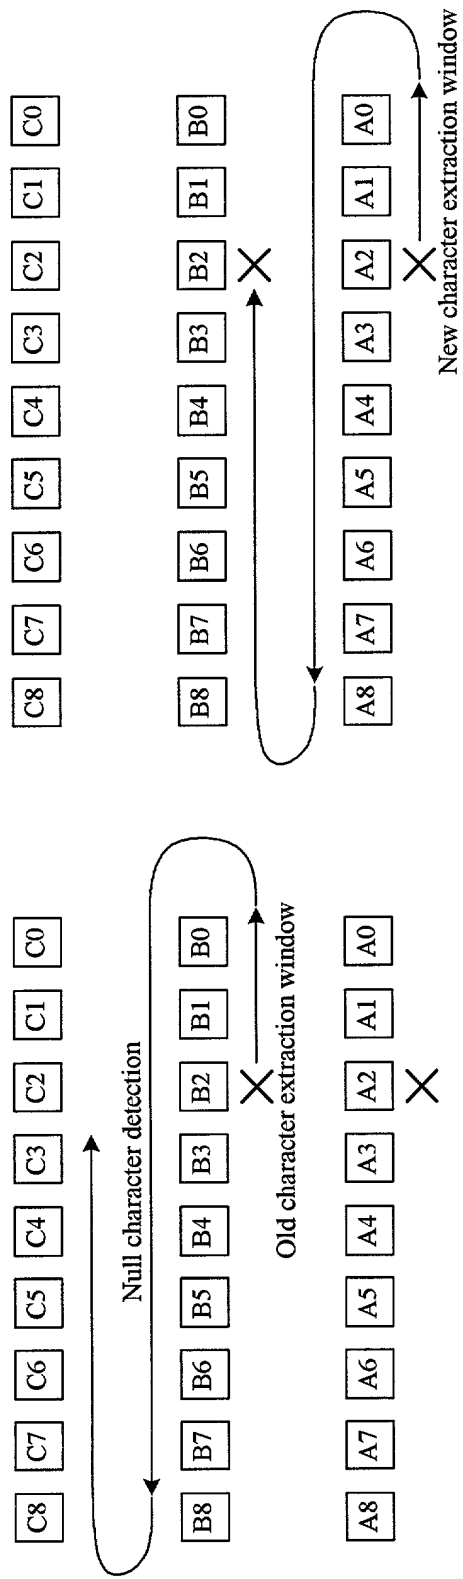 C8 C7 C6 C5 C4 C3 C2 C1 C0
Null character detection
B8 B7 B6 B5 B4 B3 B2 B1 B0
Old character extraction window
A8 A7 A6 A5 A4 A3 A2 A1 A0
C8 C7 C6 C5 C4 C3 C2 C1 C0
B8 B7 B6 B5 B4 B3 B2 B1 B0
A8 A7 A6 A5 A4 A3 A2 A1 A0
New character extraction window